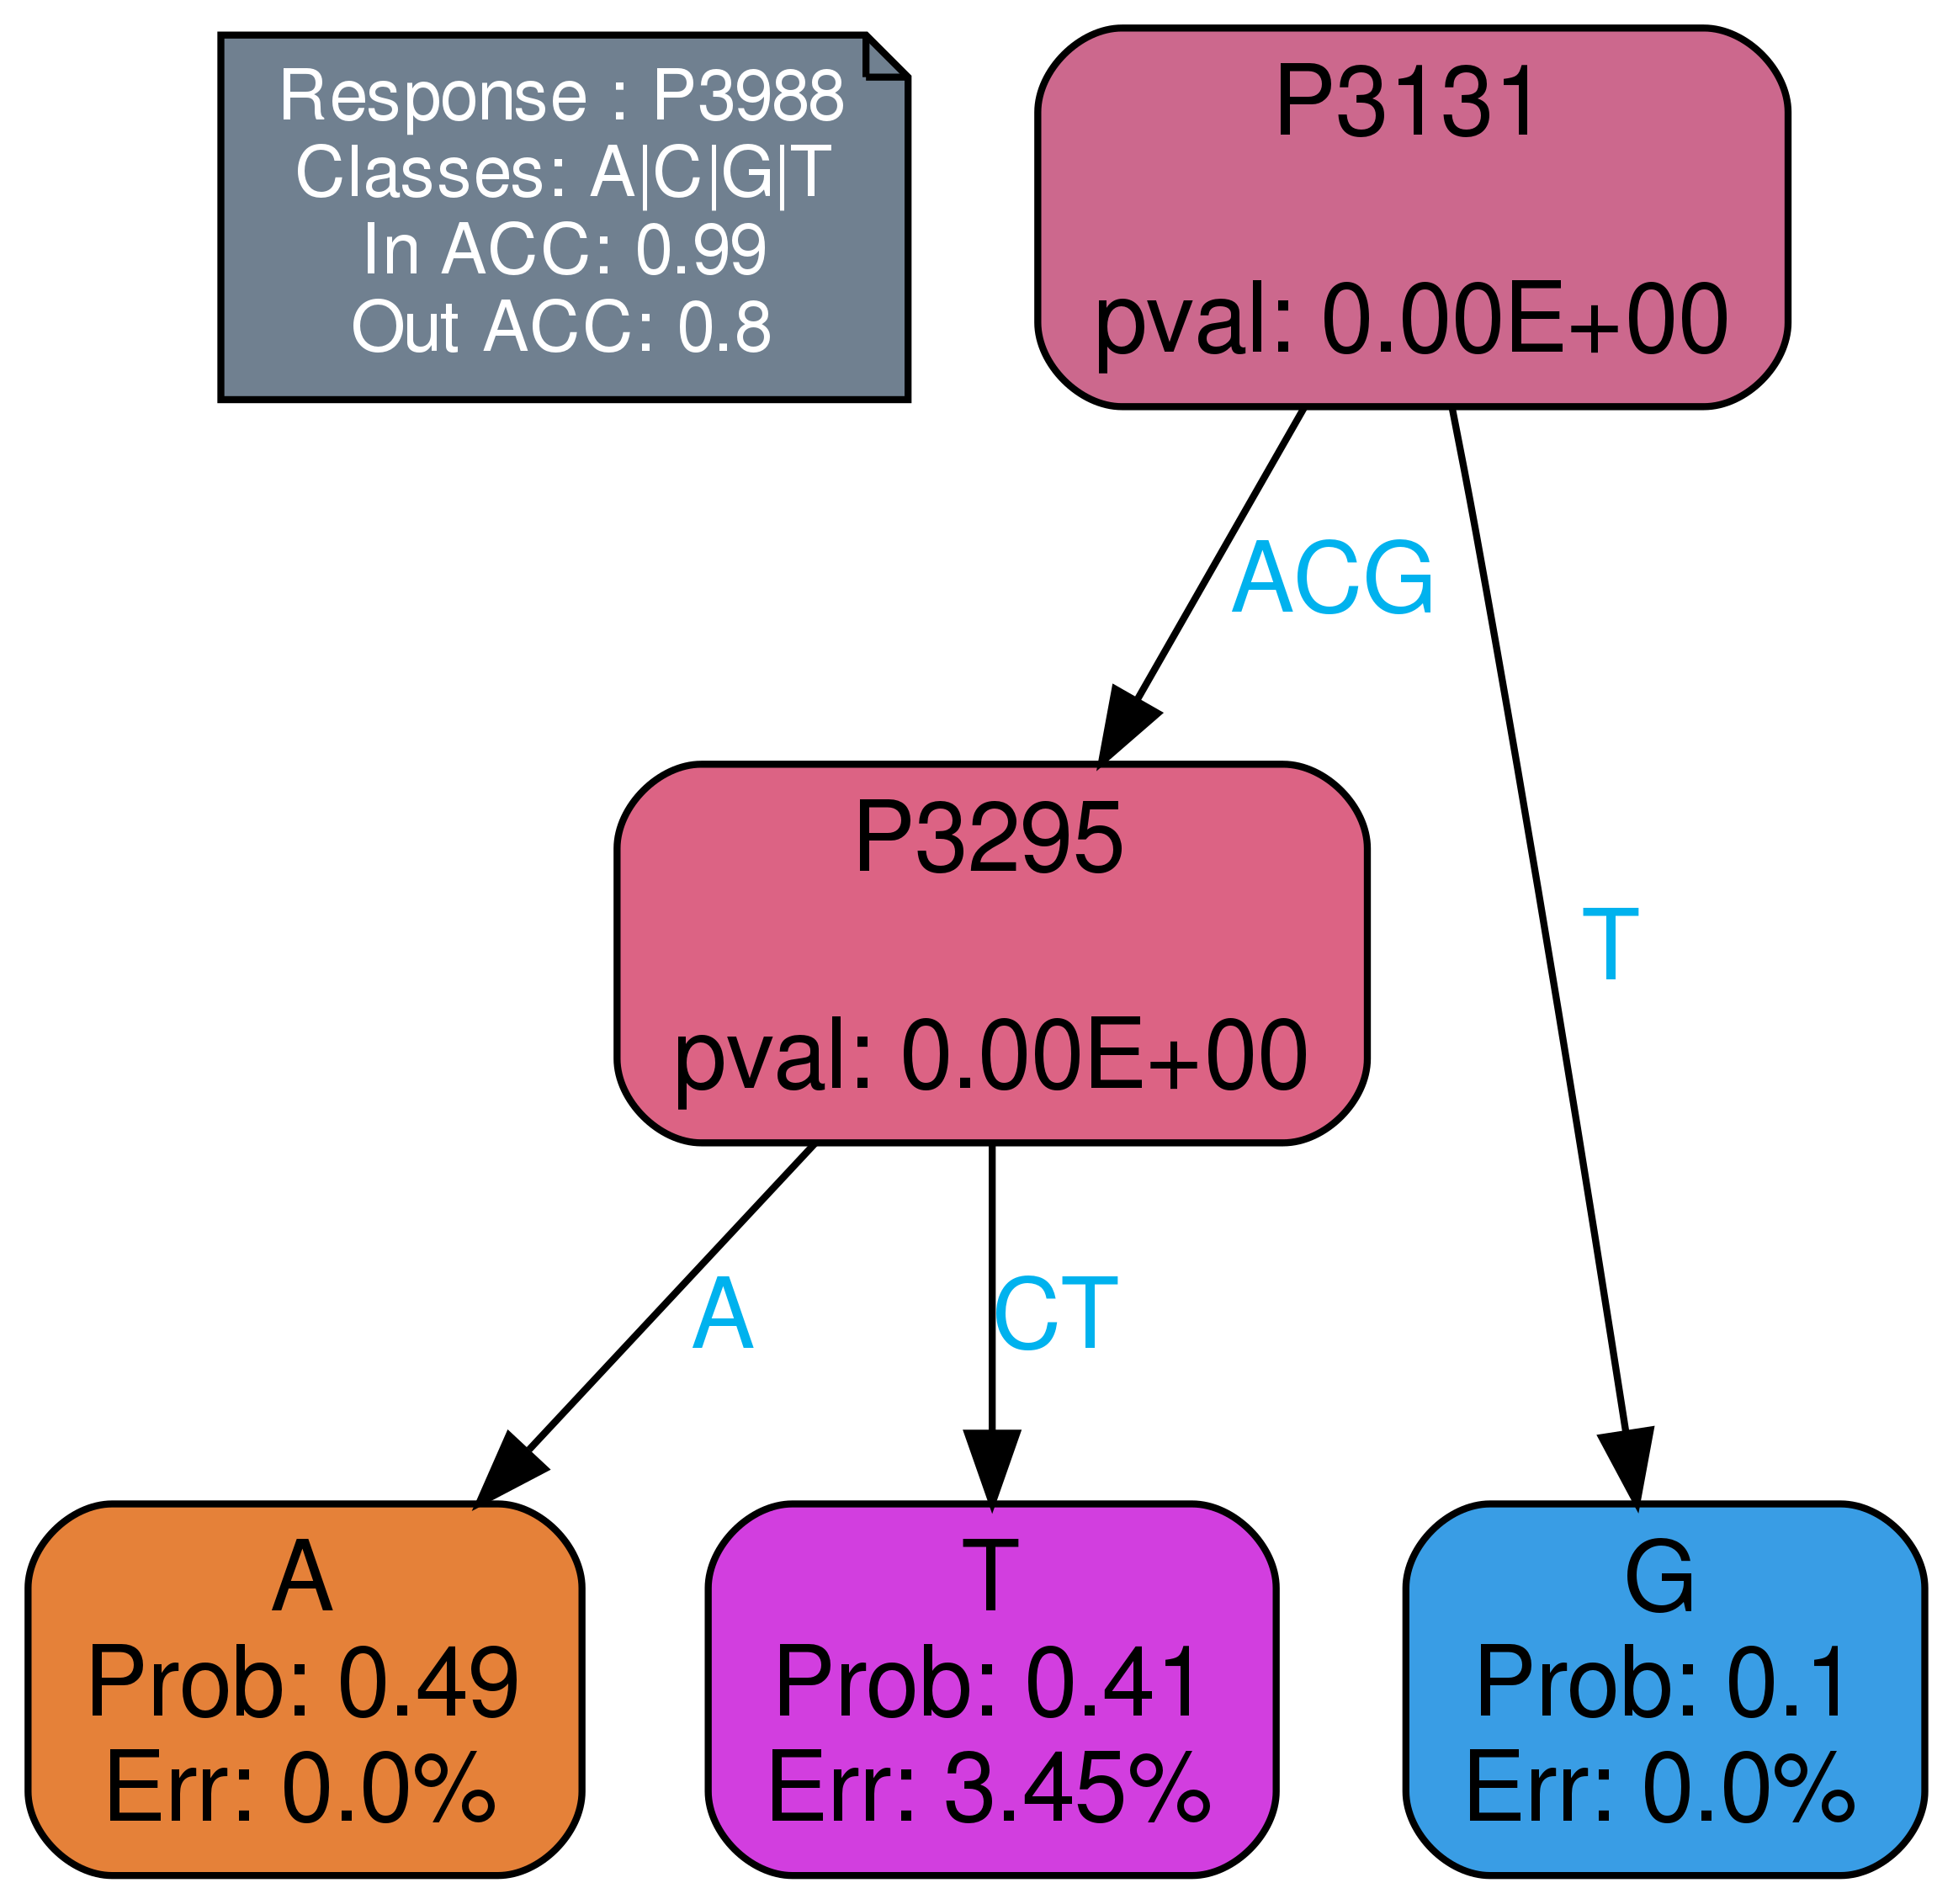 Response : P3988
Classes: A|C|G|T
In ACC: 0.99
Out ACC: 0.8
P3131
pval: 0.00E+00
ACG
T
P3295
pval: 0.00E+00
A
CT
A
Prob: 0.49
Err: 0.0%
T
Prob: 0.41
Err: 3.45%
G
Prob: 0.1
Err: 0.0%